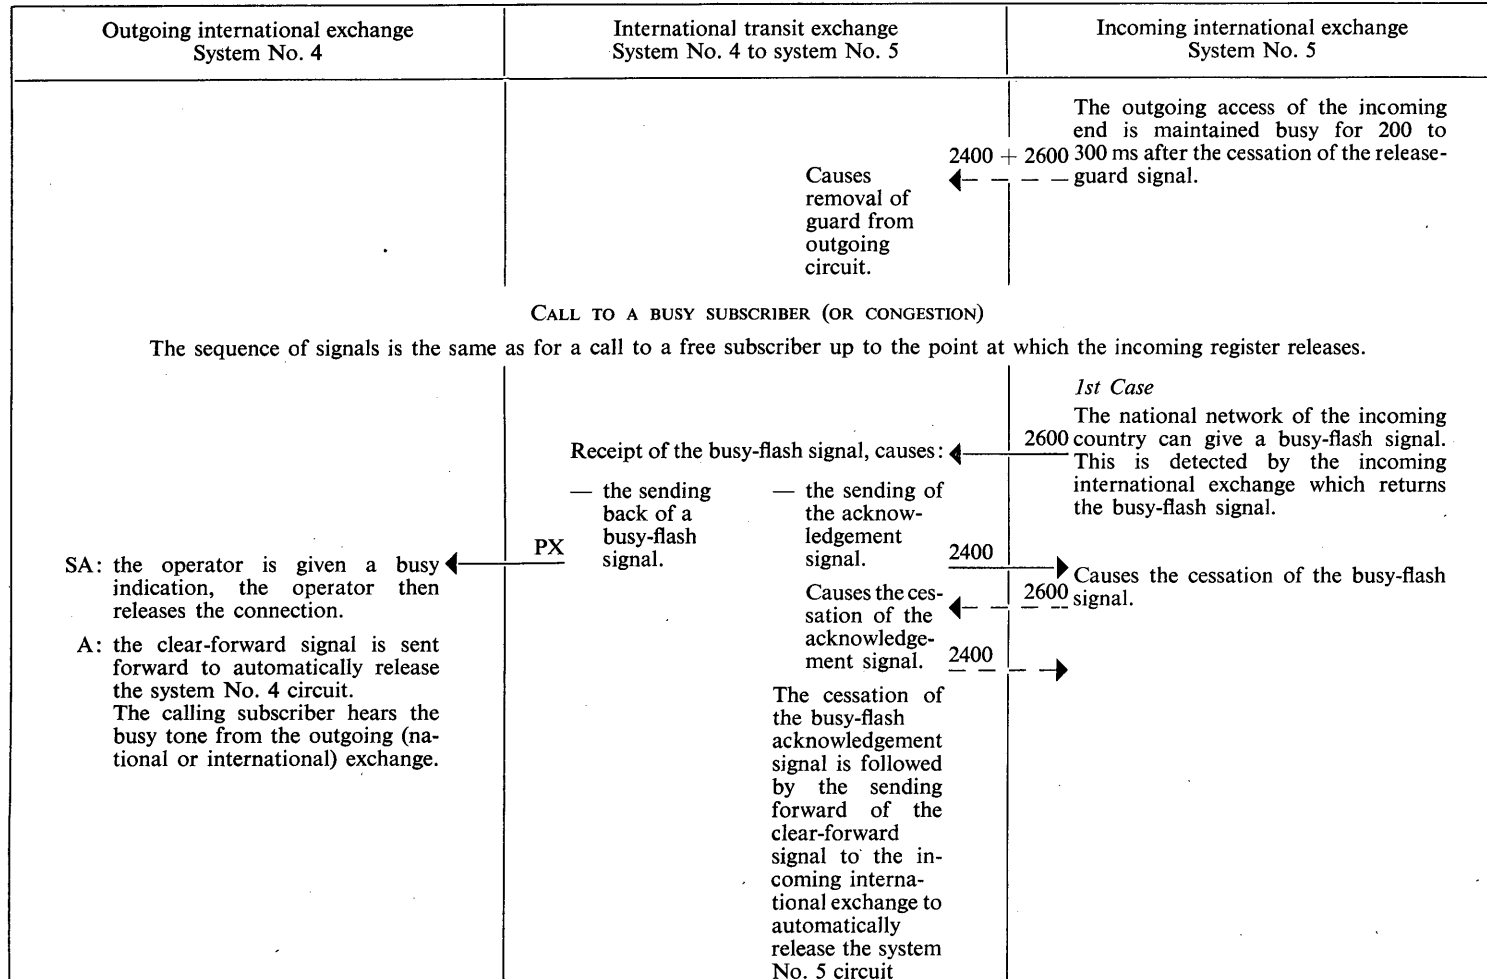 Outgoing international exchange
System No. 4
International transit exchange
System No. 4 to system No. 5
Incoming international exchange
System No. 5
The outgoing access of the incoming
end is maintained busy for 200 to
300 ms after the cessation of the release-
guard signal.
2400 + 2600
Causes
removal of
guard from
outgoing
circuit.
CALL TO A BUSY SUBSCRIBER (OR CONGESTION)
The sequence of signals is the same as for a call to a free subscriber up to the point at which the incoming register releases.
1st Case
The national network of the incoming
country can give a busy-flash signal.
This is detected by the incoming
international exchange which returns
the busy-flash signal.
2600
Receipt of the busy-flash signal, causes:
— the sending
back of a
busy-flash
signal.
— the sending of
the acknow-
ledgement
signal.
PX
2400
SA: the operator is given a busy
indication, the operator then
releases the connection.
Causes the cessation of the busy-flash
signal.
2600
Causes the ces-
sation of the
acknowledge-
ment signal.
2400
A: the clear-forward signal is sent
forward to automatically release
the system No. 4 circuit.
The calling subscriber hears the
busy tone from the outgoing (na-
tional or international) exchange.
The cessation of
the busy-flash
acknowledgement
signal is followed
by the sending
forward of the
clear-forward
signal to the in-
coming interna-
tional exchange to
automatically
release the system
No. 5 circuit